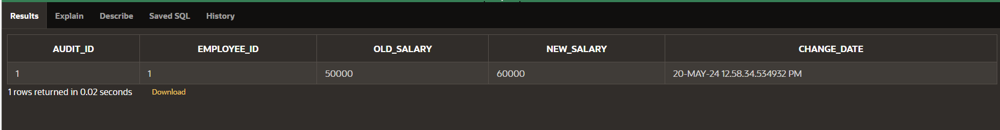 Results Explain Describe Saved SQL History
AUDIT_ID EMPLOYEE_ID OLD_SALARY NEW_SALARY CHANGE_DATE
1 1 50000 60000 20-MAY-24 12.58.34.534932 PM
1 rows returned in 0.02 seconds Download